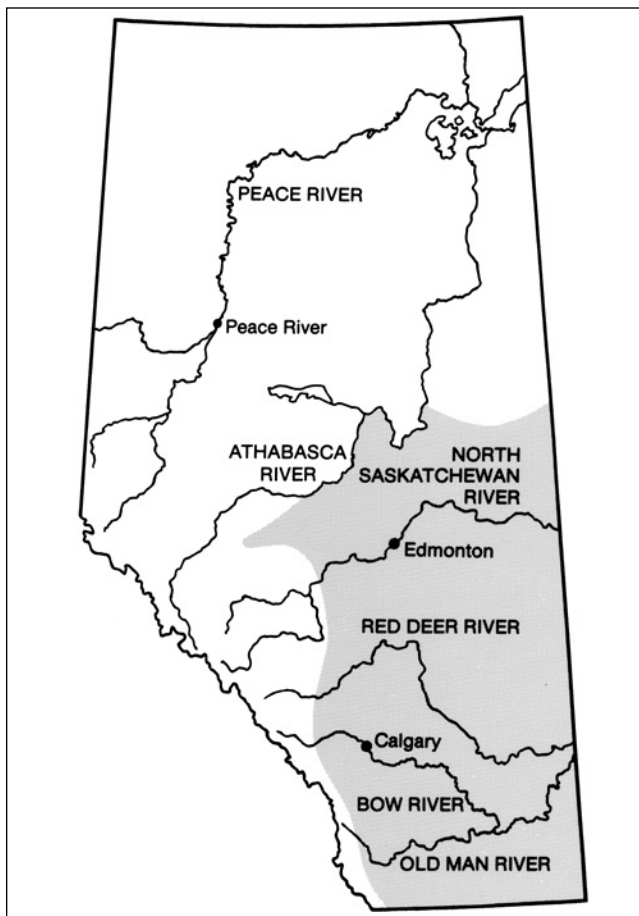 PEACE RIVER
Peace River
ATHABASCA
RIVER
NORTH
SASKATCHEWAN
RIVER
Edmonton
RED DEER RIVER
Calgary
BOW RIVER
OLD MAN RIVER